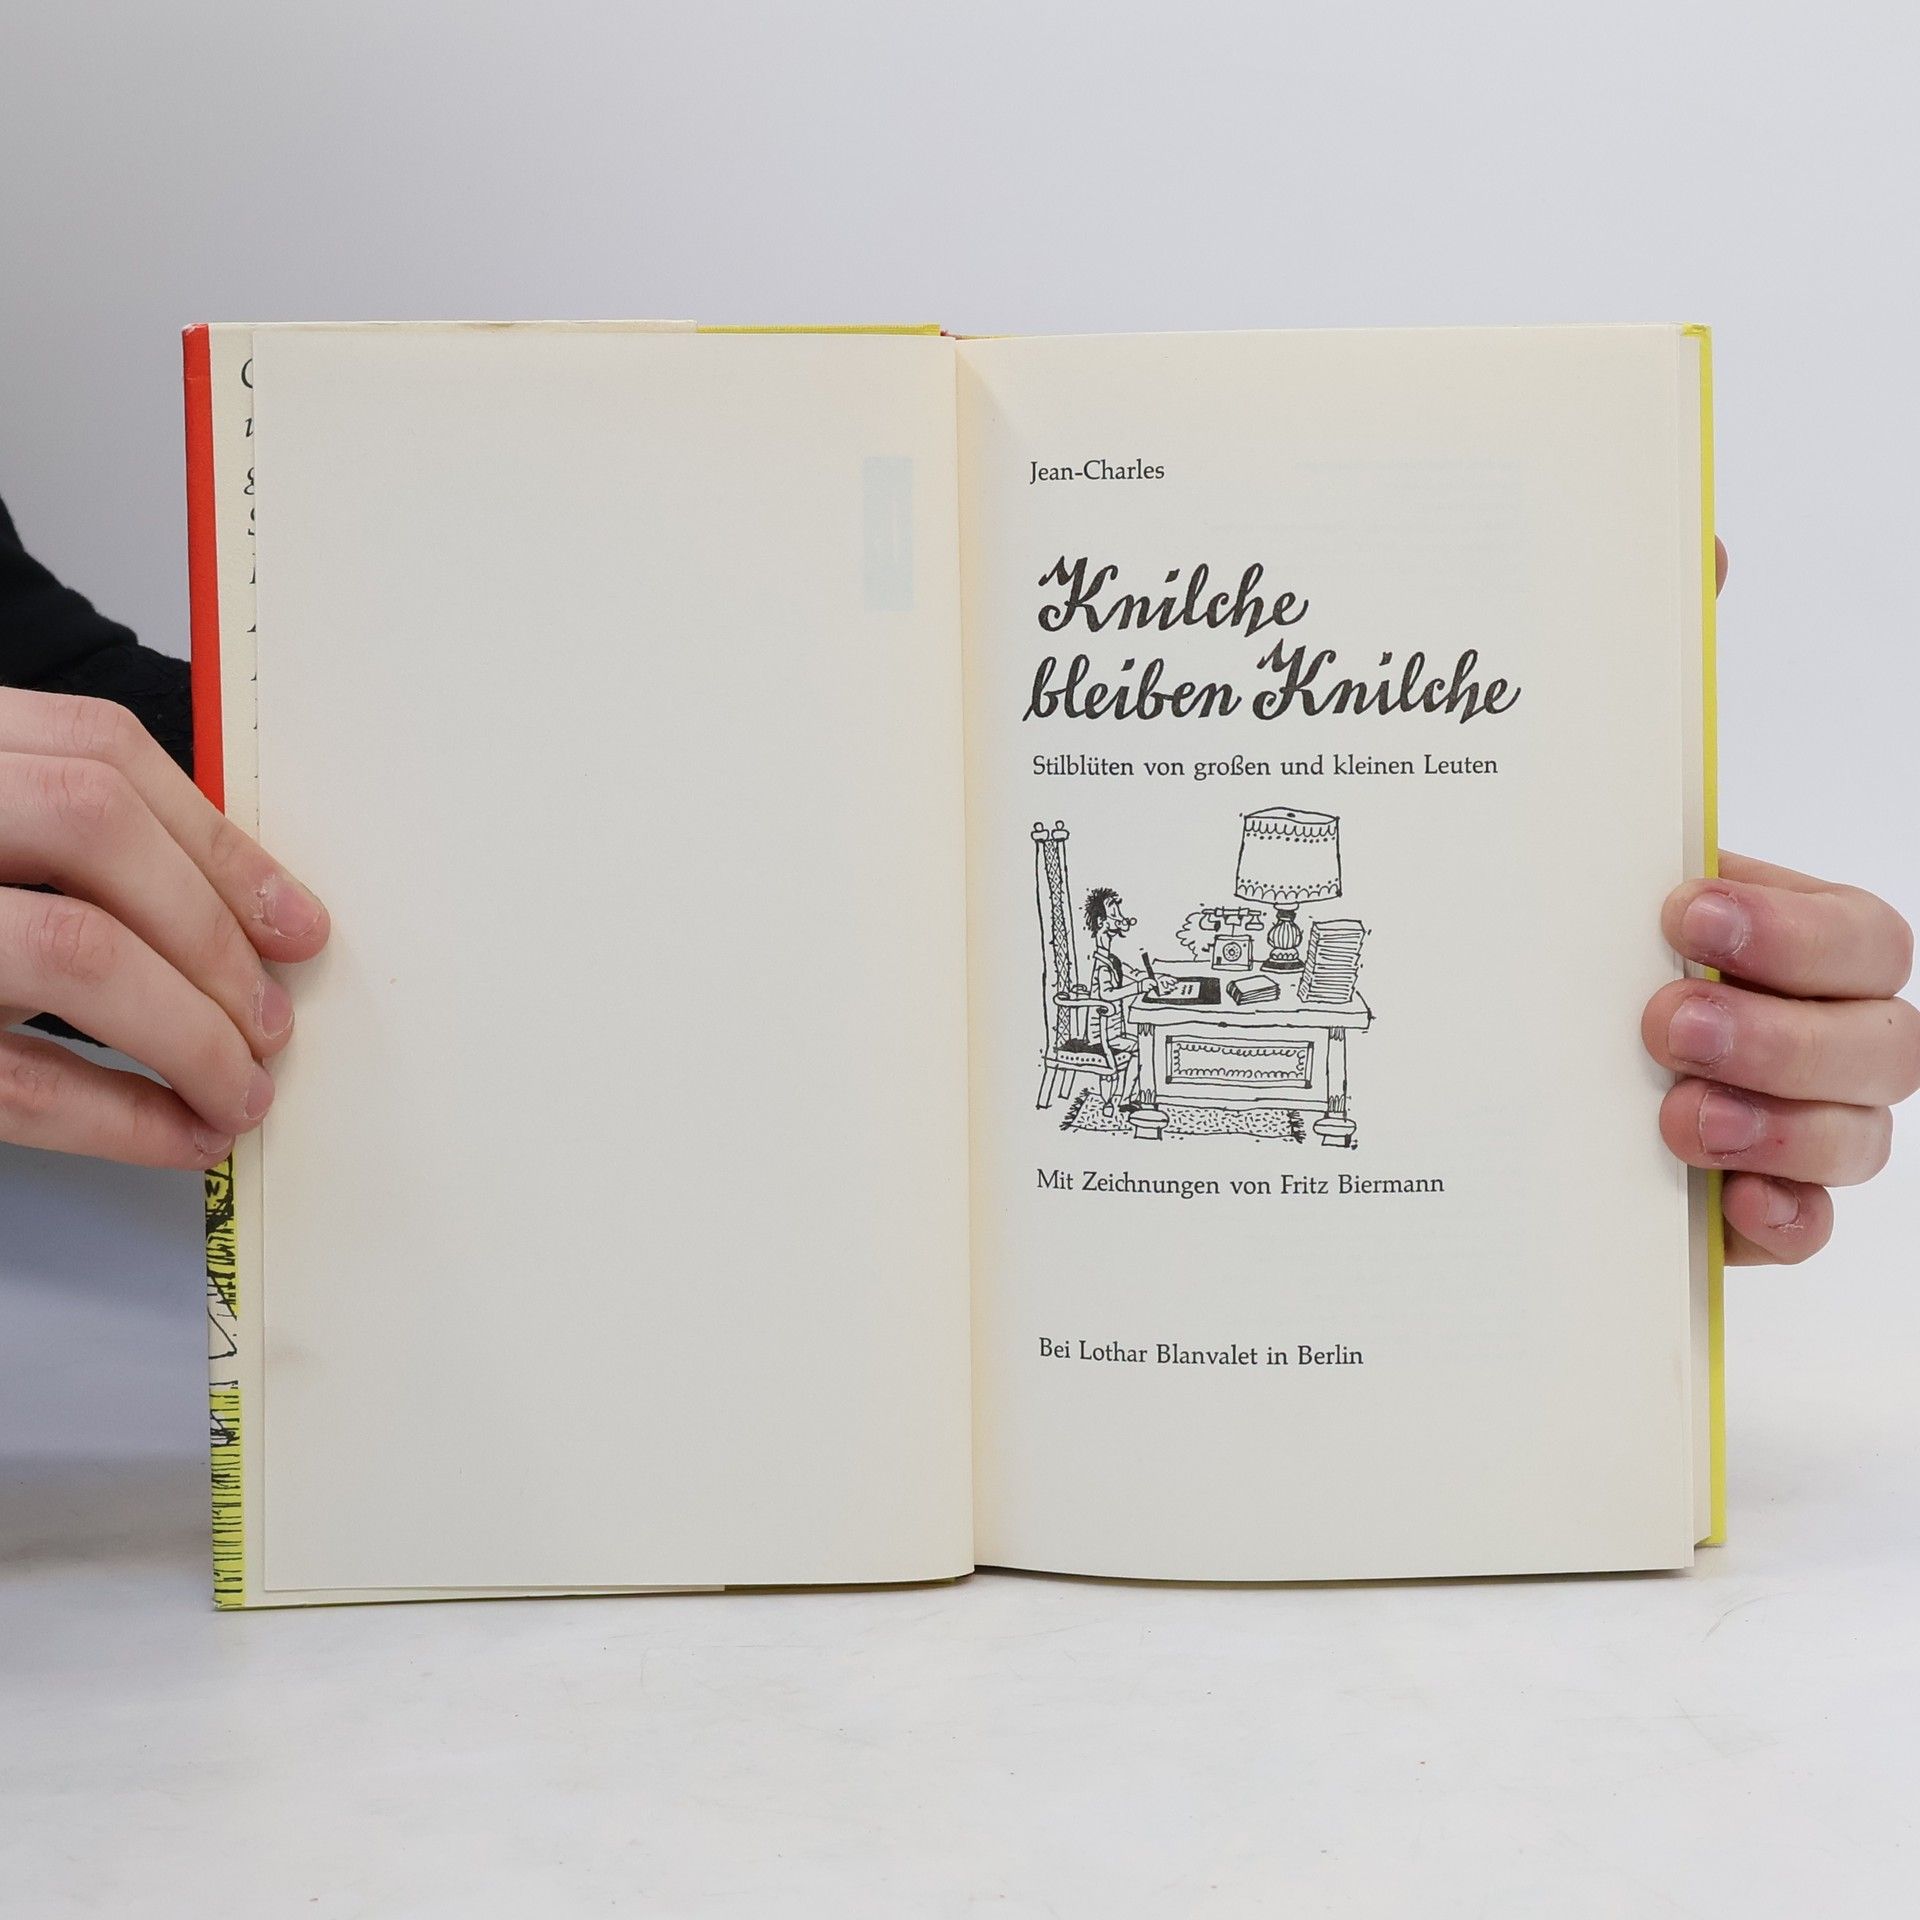 Jean-Charles
Knilche
bleiben Knilche
Stilblüten von großen und kleinen Leuten
Mit Zeichnungen von Fritz Biermann
Bei Lothar Blanvalet in Berlin